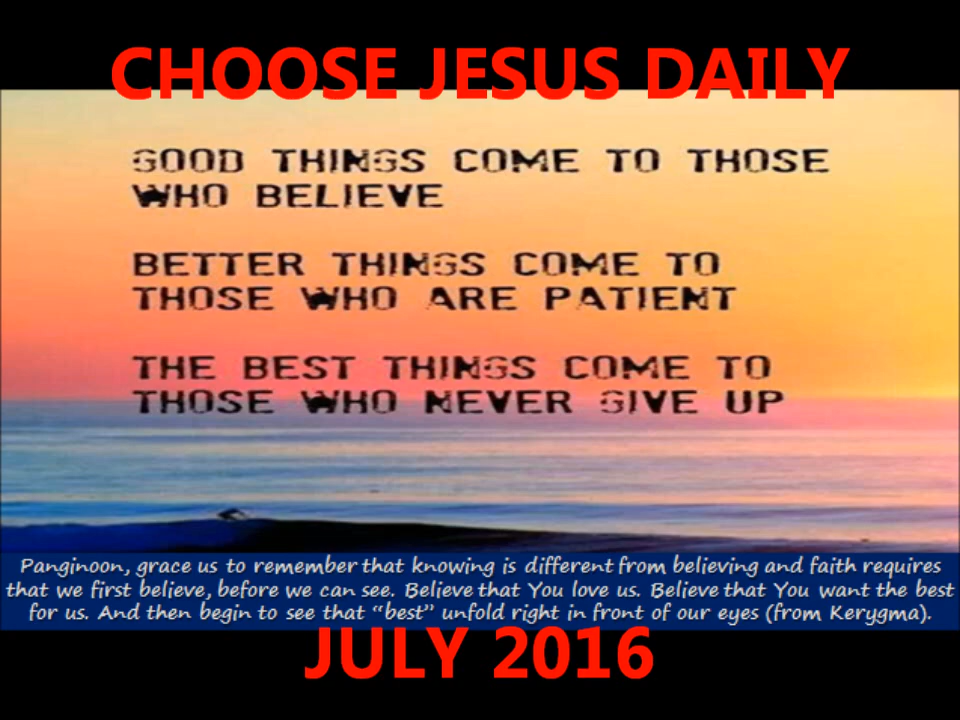 CHOOSE JESUS DAILY
GOOD THINGS COME TO THOSE
WHO BELIEVE
BETTER THINGS COME TO
THOSE WHO ARE PATIENT
THE BEST THINGS COME TO
THOSE WHO NEVER GIVE UP
Panginoon, grace us to remember that knowing is different from believing and faith requires
that we first believe, before we can see. Believe that You love us. Believe that You want the best
for us. And then begin to see that “best” unfold right in front of our eyes (from Kerygma).
JULY 2016